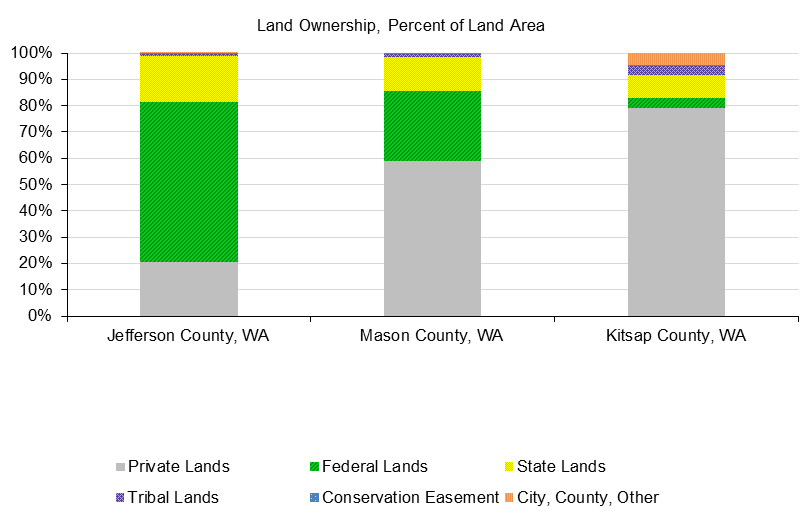 Land Ownership, Percent of Land Area
100%
90%
80%
70%
60%
50%
40%
30%
20%
10%
0%
Jefferson County, WA Mason County, WA Kitsap County, WA
Private Lands Federal Lands State Lands
Tribal Lands Conservation Easement City, County, Other